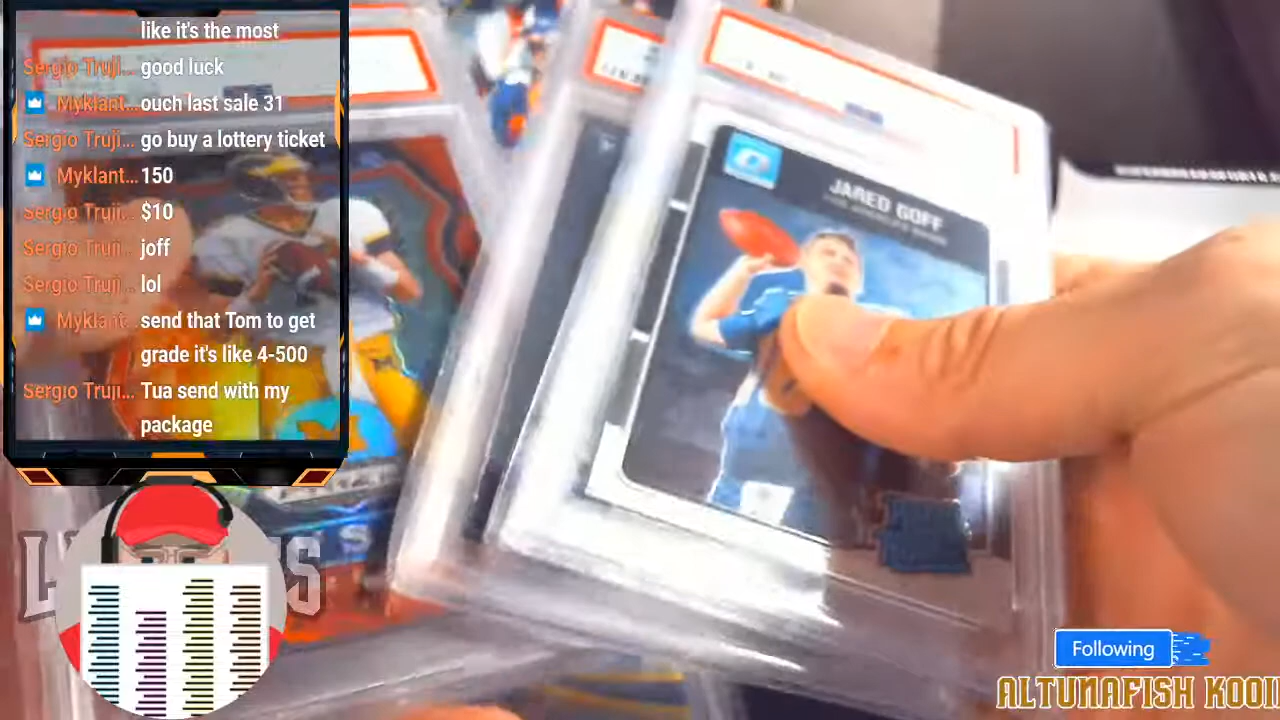 like it's the most
Sergio Truji... good luck
Myklant... ouch last sale 31
Sergio Truji... go buy a lottery ticket
Myklant... 150
Sergio Truji... $10
Sergio Truji... joff
Sergio Truji... lol
Myklant... send that Tom to get
grade it's like 4-500
Sergio Truji... Tua send with my
package
JARED GOFF
Following
ALTUNAFISH KOOI